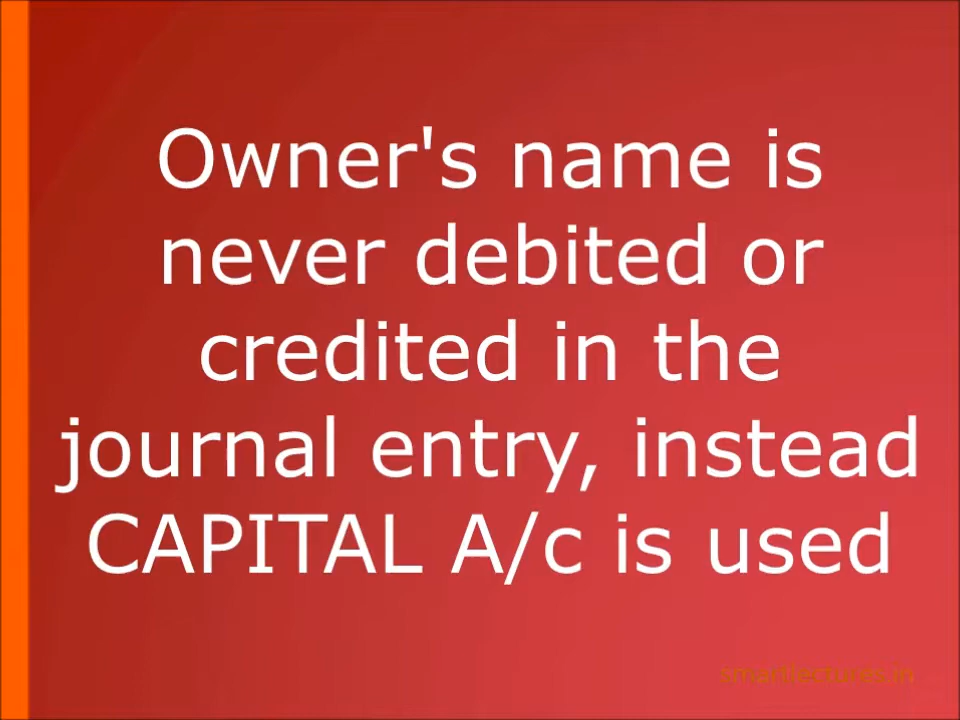 Owner's name is
never debited or
credited in the
journal entry, instead
CAPITAL A/c is used
smartlectures.in